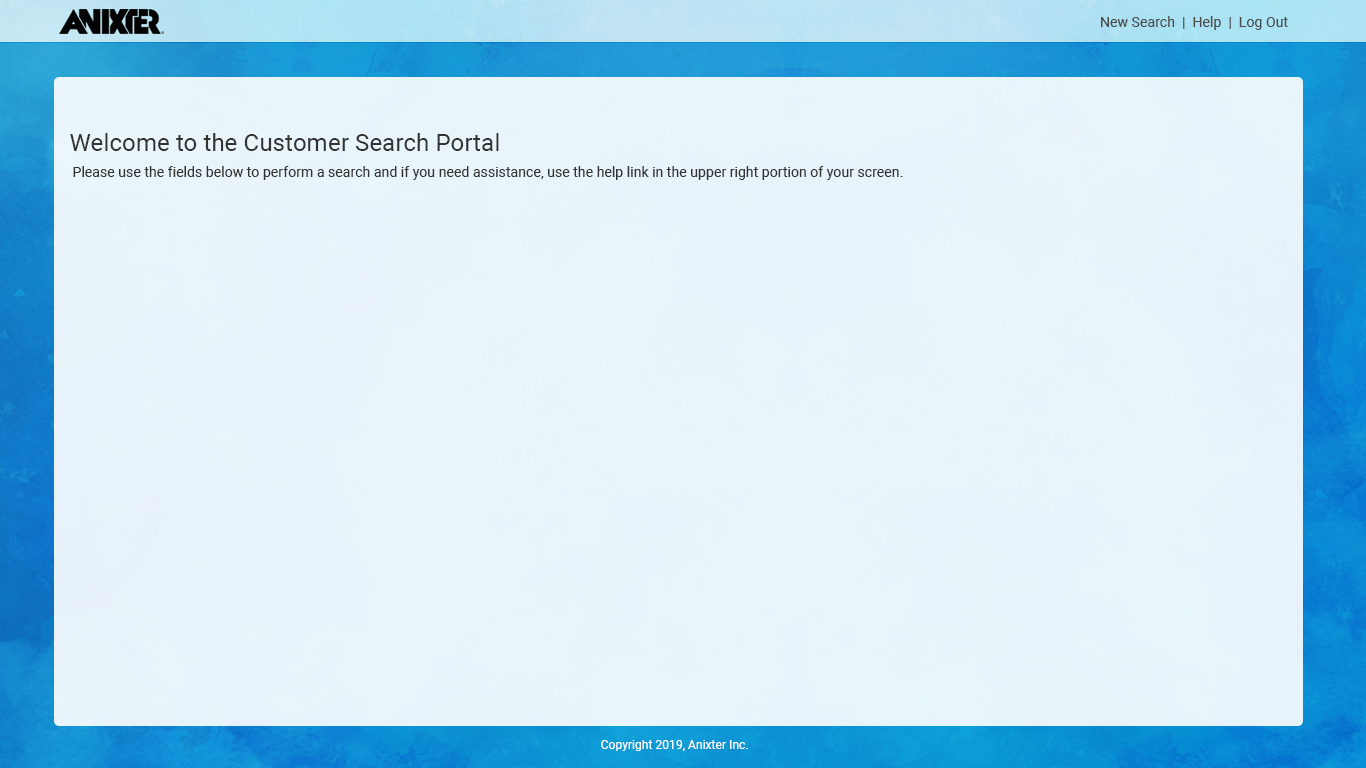 ANIXTER
New Search | Help | Log Out
Welcome to the Customer Search Portal
Please use the fields below to perform a search and if you need assistance, use the help link in the upper right portion of your screen.
Copyright 2019, Anixter Inc.